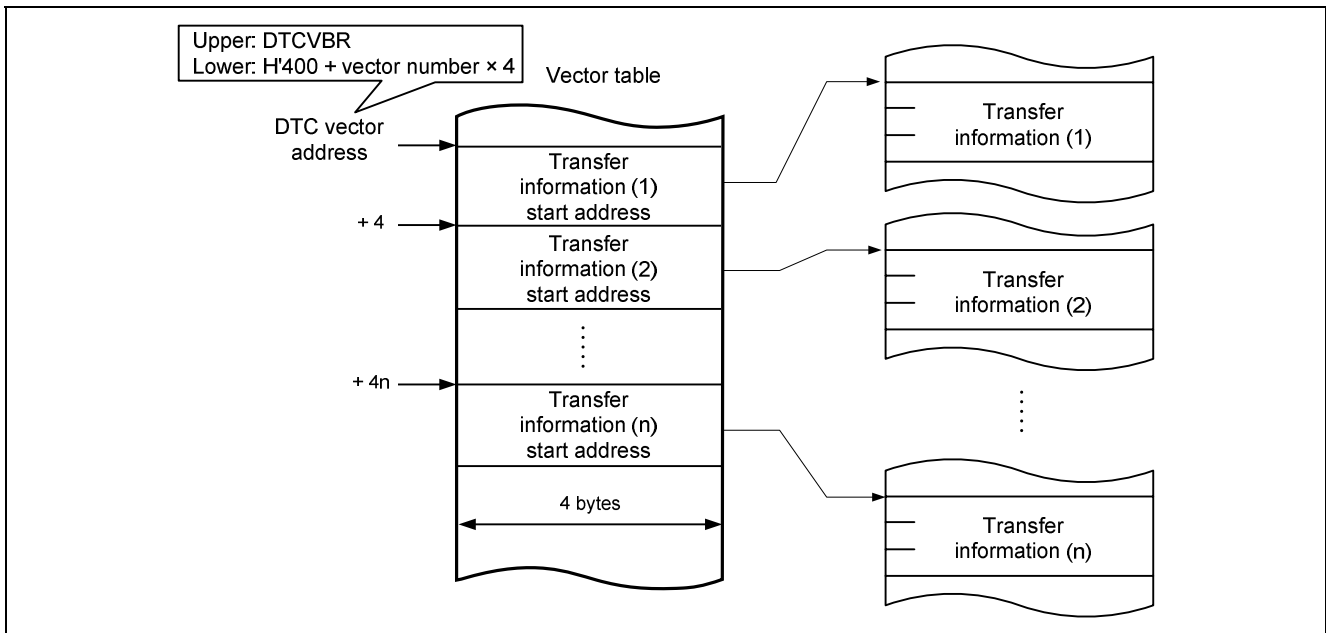 Upper: DTCVBR
Lower: H'400 + vector number × 4
Vector table
DTC vector
address
Transfer
information (1)
start address
+ 4
Transfer
information (2)
start address
+ 4n
Transfer
information (n)
start address
4 bytes
Transfer
information (1)
Transfer
information (2)
Transfer
information (n)